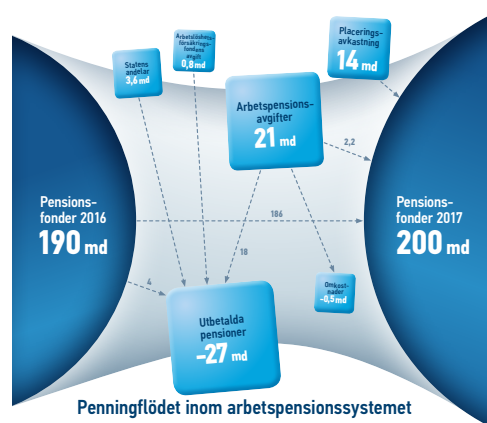 Arbetslöshets-
försäkrings-
fondens
avgift
0,8 md
Placerings-
avkastning
14 md
Statens
andelar
3,6 md
Arbetspensions-
avgifter
21 md
2,2
Pensions-
fonder 2016
190 md
186
Pensions-
fonder 2017
200 md
18
4
Omkost-
nader
-0,5 md
Utbetalda
pensioner
-27 md
Penningflödet inom arbetspensionssystemet